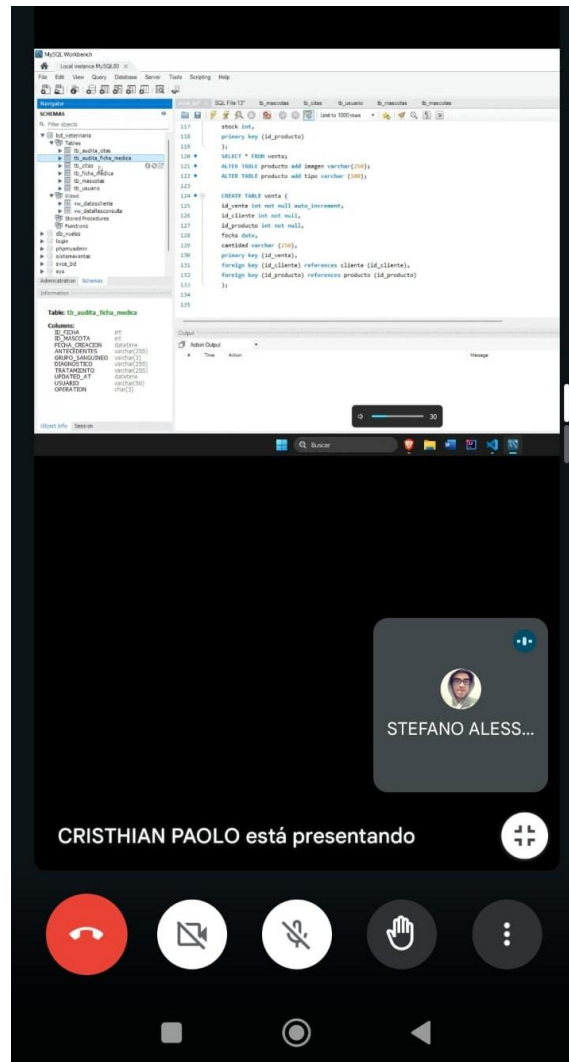 MySQL Workbench
Local instance MySQL80
File Edit View Query Database Server Tools Scripting Help
Navigator
SCHEMAS
Filter objects
bd_veterinaria
Tables
tb_audita_citas
tb_audita_ficha_medica
tb_citas
tb_ficha_medica
tb_mascotas
tb_usuario
Views
vw_datoscliente
vw_detallesconsulta
Stored Procedures
Functions
db_vuelos
login
phpmyadmin
sistemaventas
svce_bd
sys
Administration Schemas
Information
Table: tb_audita_ficha_medica
Columns:
ID_FICHA int
ID_MASCOTA int
FECHA_CREACION datetime
ANTECEDENTES varchar(255)
GRUPO_SANGUINEO varchar(3)
DIAGNOSTICO varchar(255)
TRATAMIENTO varchar(255)
UPDATED_AT datetime
USUARIO varchar(50)
OPERATION char(3)
Object Info Session
SQL File 13* tb_mascotas tb_citas tb_usuario tb_mascotas tb_mascotas
Limit to 1000 rows
117 stock int,
118 primary key (id_producto)
119 );
120 SELECT * FROM venta;
121 ALTER TABLE producto add imagen varchar(250);
122 ALTER TABLE producto add tipo varchar (100);
123
124 CREATE TABLE venta (
125 id_venta int not null auto_increment,
126 id_cliente int not null,
127 id_producto int not null,
128 fecha date,
129 cantidad varchar (250),
130 primary key (id_venta),
131 foreign key (id_cliente) references cliente (id_cliente),
132 foreign key (id_producto) references producto (id_producto)
133 );
134
135
Output
Action Output
# Time Action Message
30
Buscar
STEFANO ALESS...
CRISTHIAN PAOLO está presentando